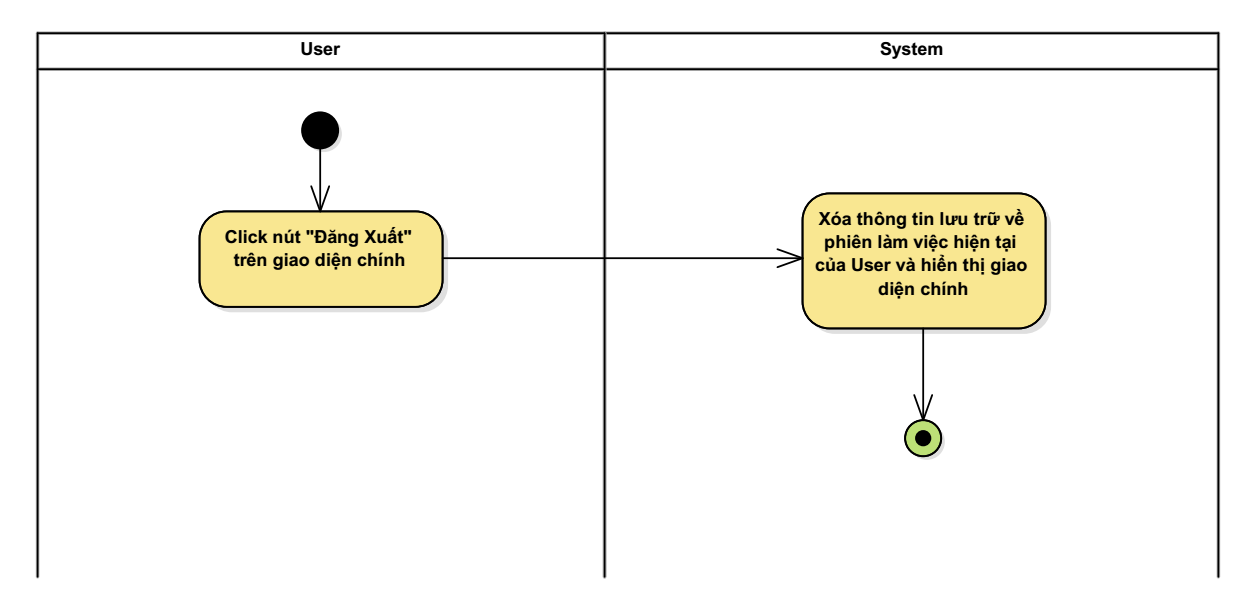 User
System
Click nút "Đăng Xuất"
trên giao diện chính
Xóa thông tin lưu trữ về
phiên làm việc hiện tại
của User và hiển thị giao
diện chính